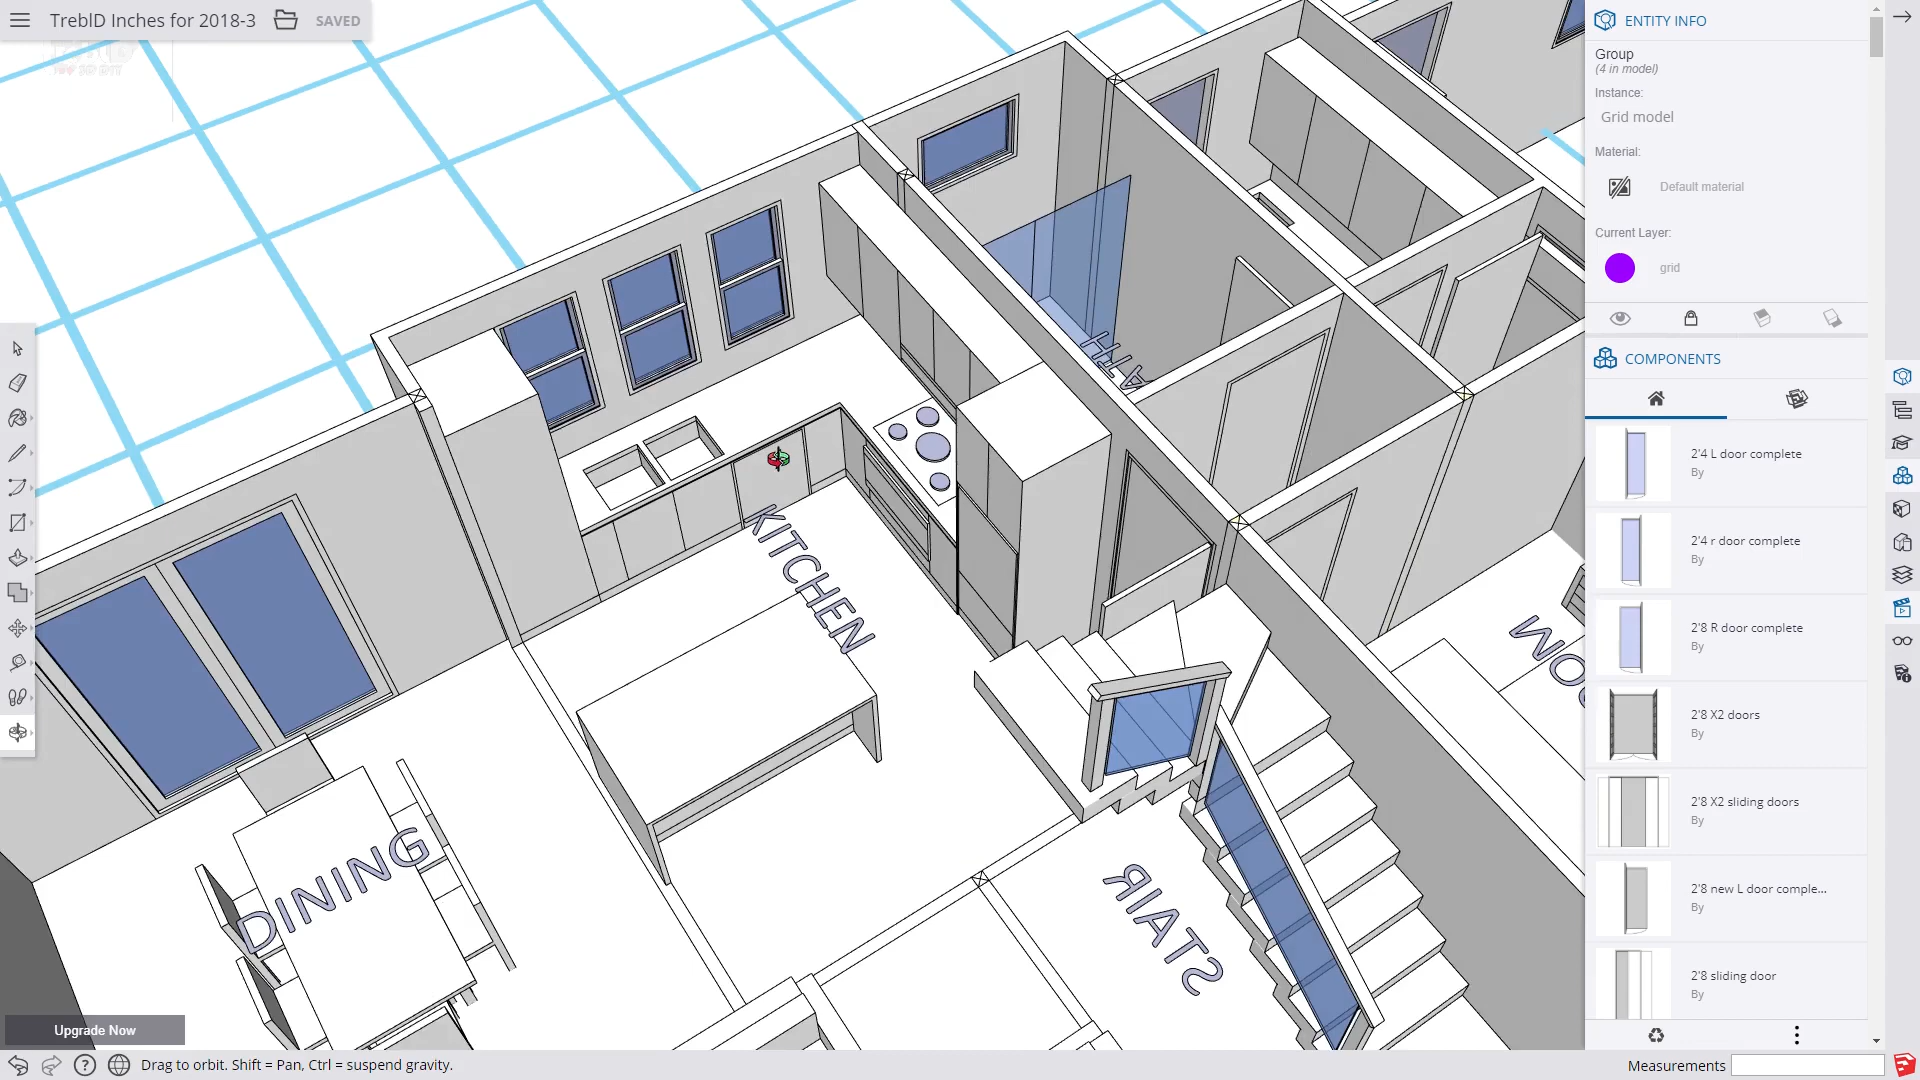 TrebID Inches for 2018-3
SAVED
ENTITY INFO
Group
(4 in model)
Instance:
Grid model
Material:
Default material
Current Layer:
grid
COMPONENTS
2'4 L door complete
By
2'4 r door complete
By
2'8 R door complete
By
2'8 X2 doors
By
2'8 X2 sliding doors
By
2'8 new L door comple...
By
2'8 sliding door
By
KITCHEN
DINING
STAIR
Upgrade Now
Drag to orbit. Shift = Pan, Ctrl = suspend gravity.
Measurements